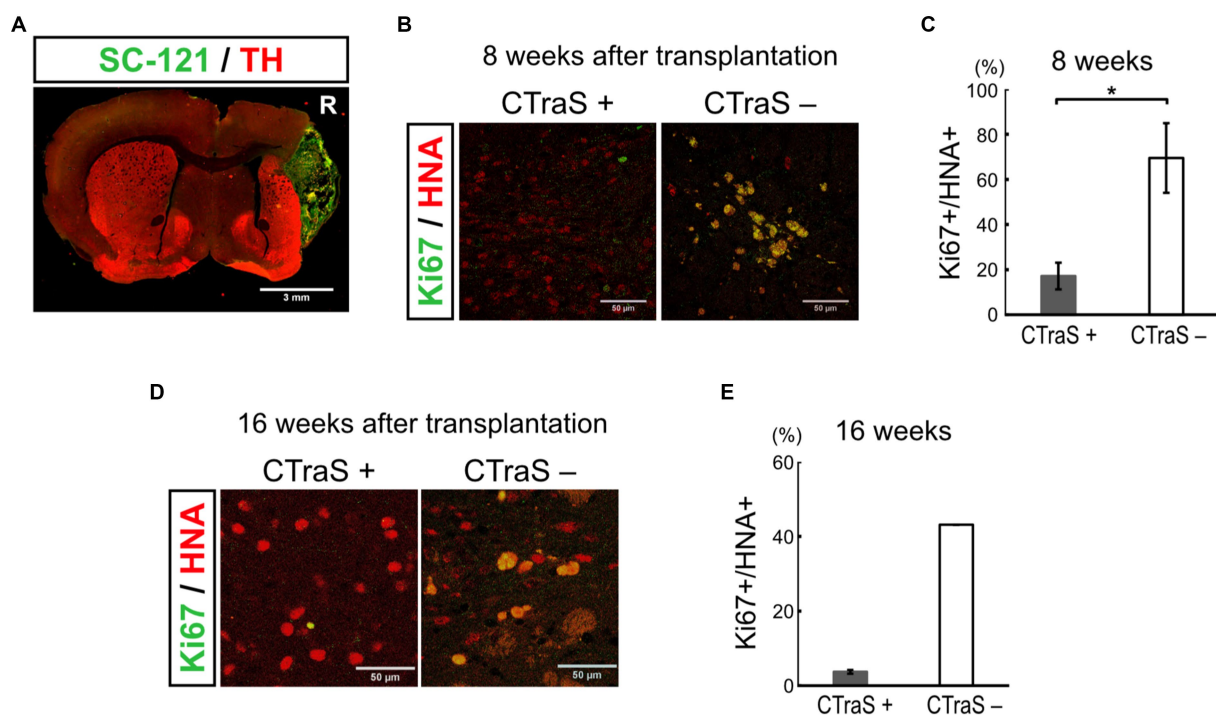 A
SC-121 / TH
R
3 mm
B
8 weeks after transplantation
CTraS + CTraS –
Ki67 / HNA
50 µm 50 µm
C
8 weeks
(%)
100
80
60
40
20
0
Ki67+/HNA+
*
CTraS + CTraS –
D
16 weeks after transplantation
CTraS + CTraS –
Ki67 / HNA
50 µm 50 µm
E
16 weeks
(%)
60
40
20
0
Ki67+/HNA+
CTraS + CTraS –